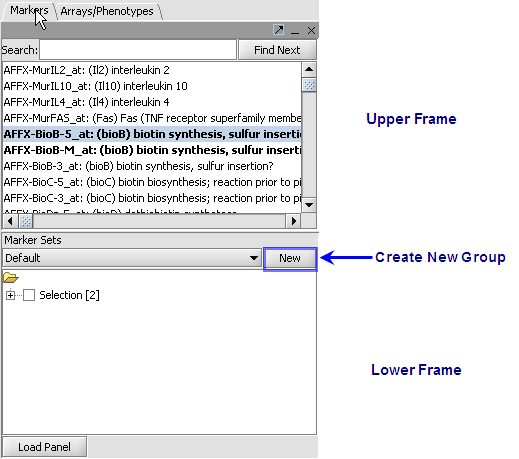 Markers Arrays/Phenotypes
Search: Find Next
AFFX-MurIL2_at: (Il2) interleukin 2
AFFX-MurIL10_at: (Il10) interleukin 10
AFFX-MurIL4_at: (Il4) interleukin 4
AFFX-MurFAS_at: (Fas) Fas (TNF receptor superfamily membe
Upper Frame
AFFX-BioB-5_at: (bioB) biotin synthesis, sulfur insertio
AFFX-BioB-M_at: (bioB) biotin synthesis, sulfur inserti
AFFX-BioB-3_at: (bioB) biotin synthesis, sulfur insertion?
AFFX-BioC-5_at: (bioC) biotin biosynthesis; reaction prior to pi
AFFX-BioC-3_at: (bioC) biotin biosynthesis; reaction prior to pi
Marker Sets
Default New
Create New Group
Selection [2]
Lower Frame
Load Panel